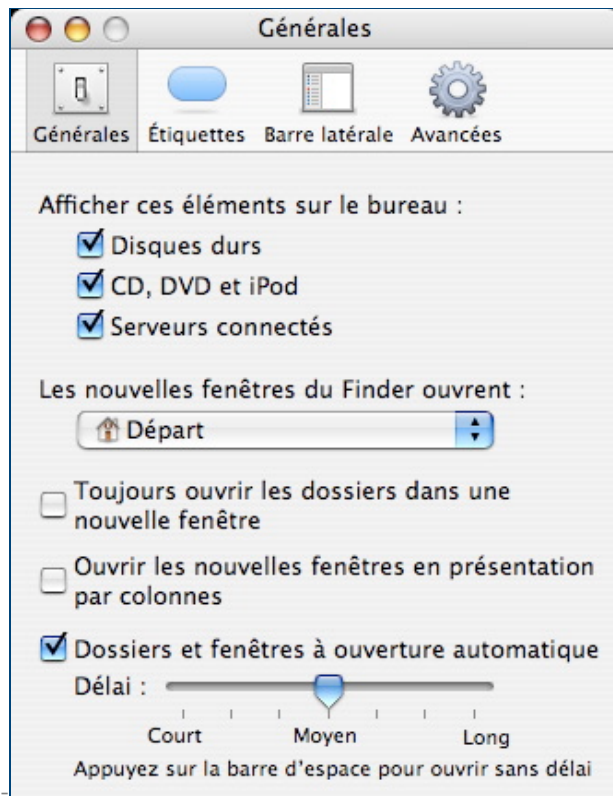 Générales
Générales Étiquettes Barre latérale Avancées
Afficher ces éléments sur le bureau :
Disques durs
CD, DVD et iPod
Serveurs connectés
Les nouvelles fenêtres du Finder ouvrent :
Départ
Toujours ouvrir les dossiers dans une
nouvelle fenêtre
Ouvrir les nouvelles fenêtres en présentation
par colonnes
Dossiers et fenêtres à ouverture automatique
Délai :
Court Moyen Long
Appuyez sur la barre d'espace pour ouvrir sans délai